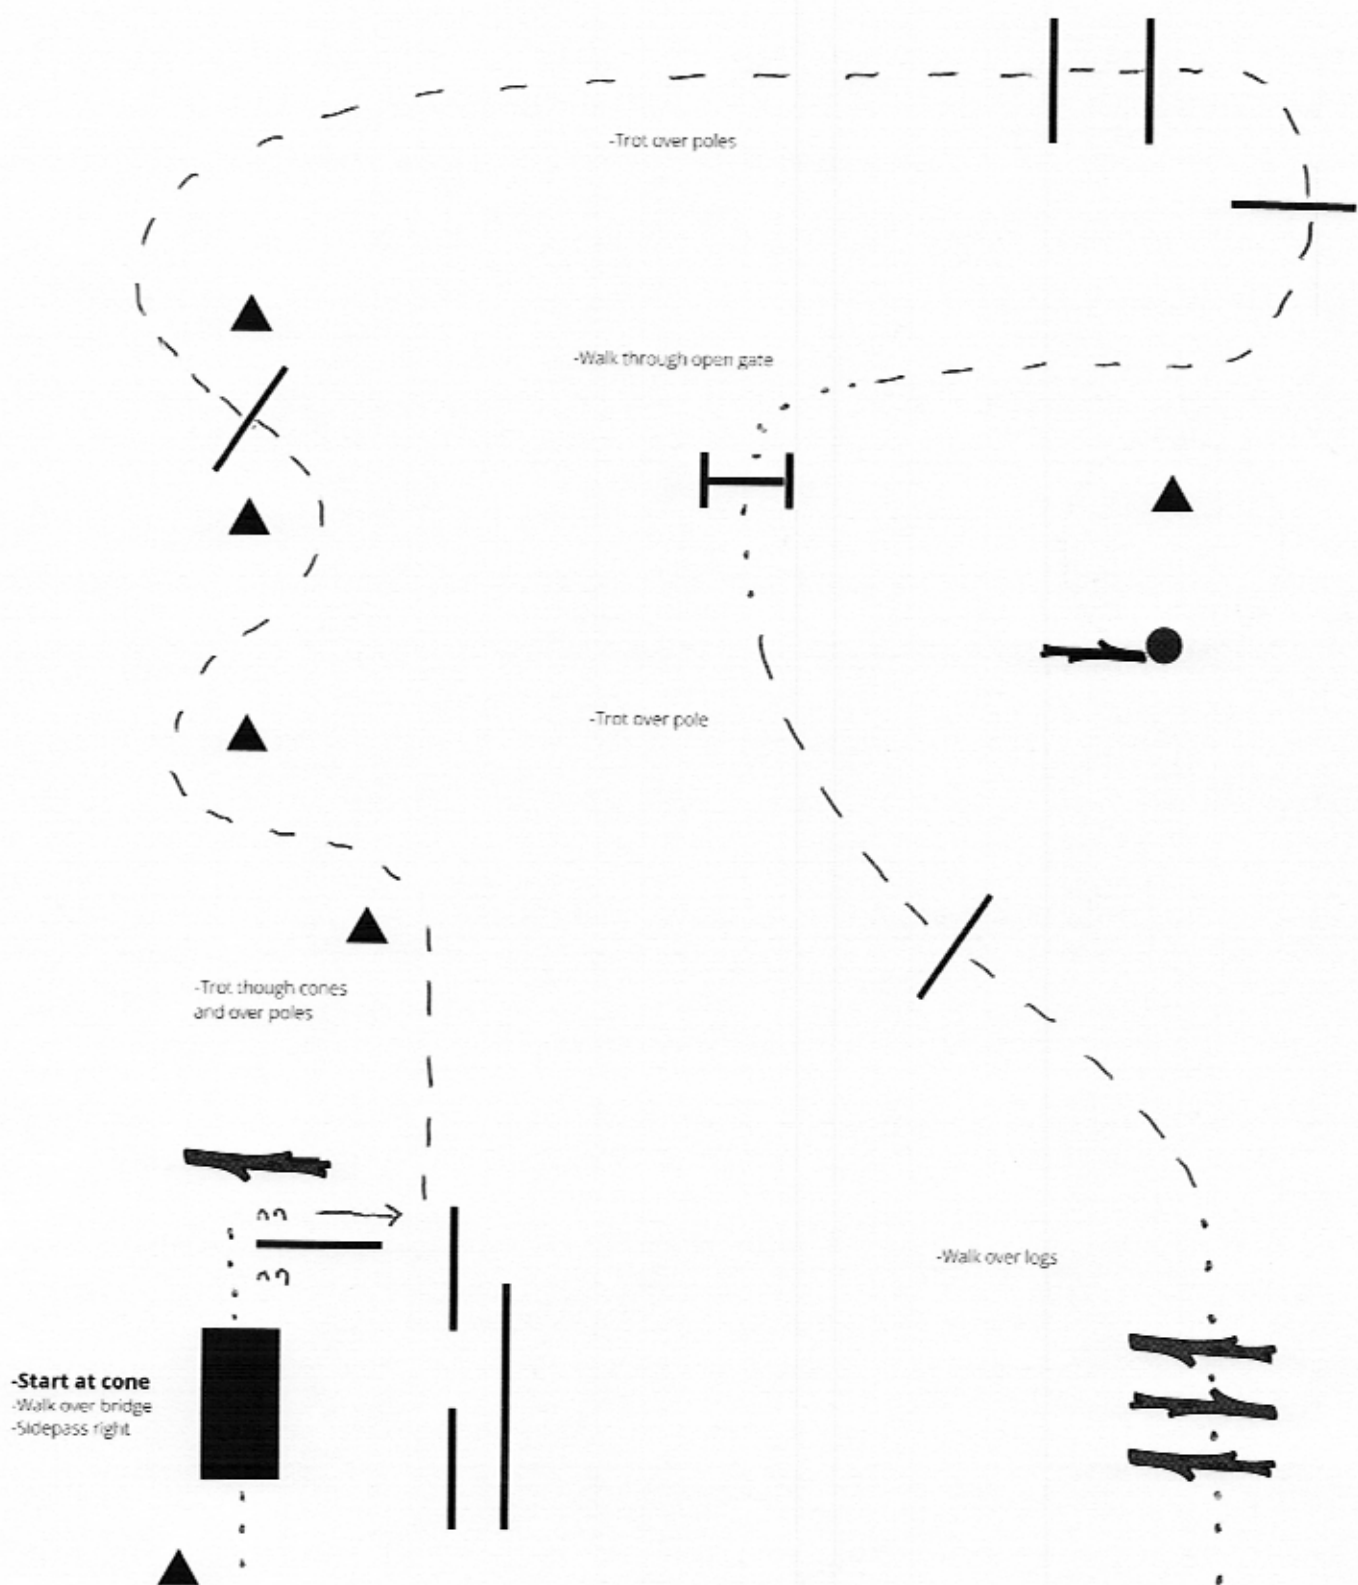 -Trot over poles
-Walk through open gate
-Trot over pole
-Trot though cones
and over poles
-Walk over logs
-Start at cone
-Walk over bridge
-Sidepass right